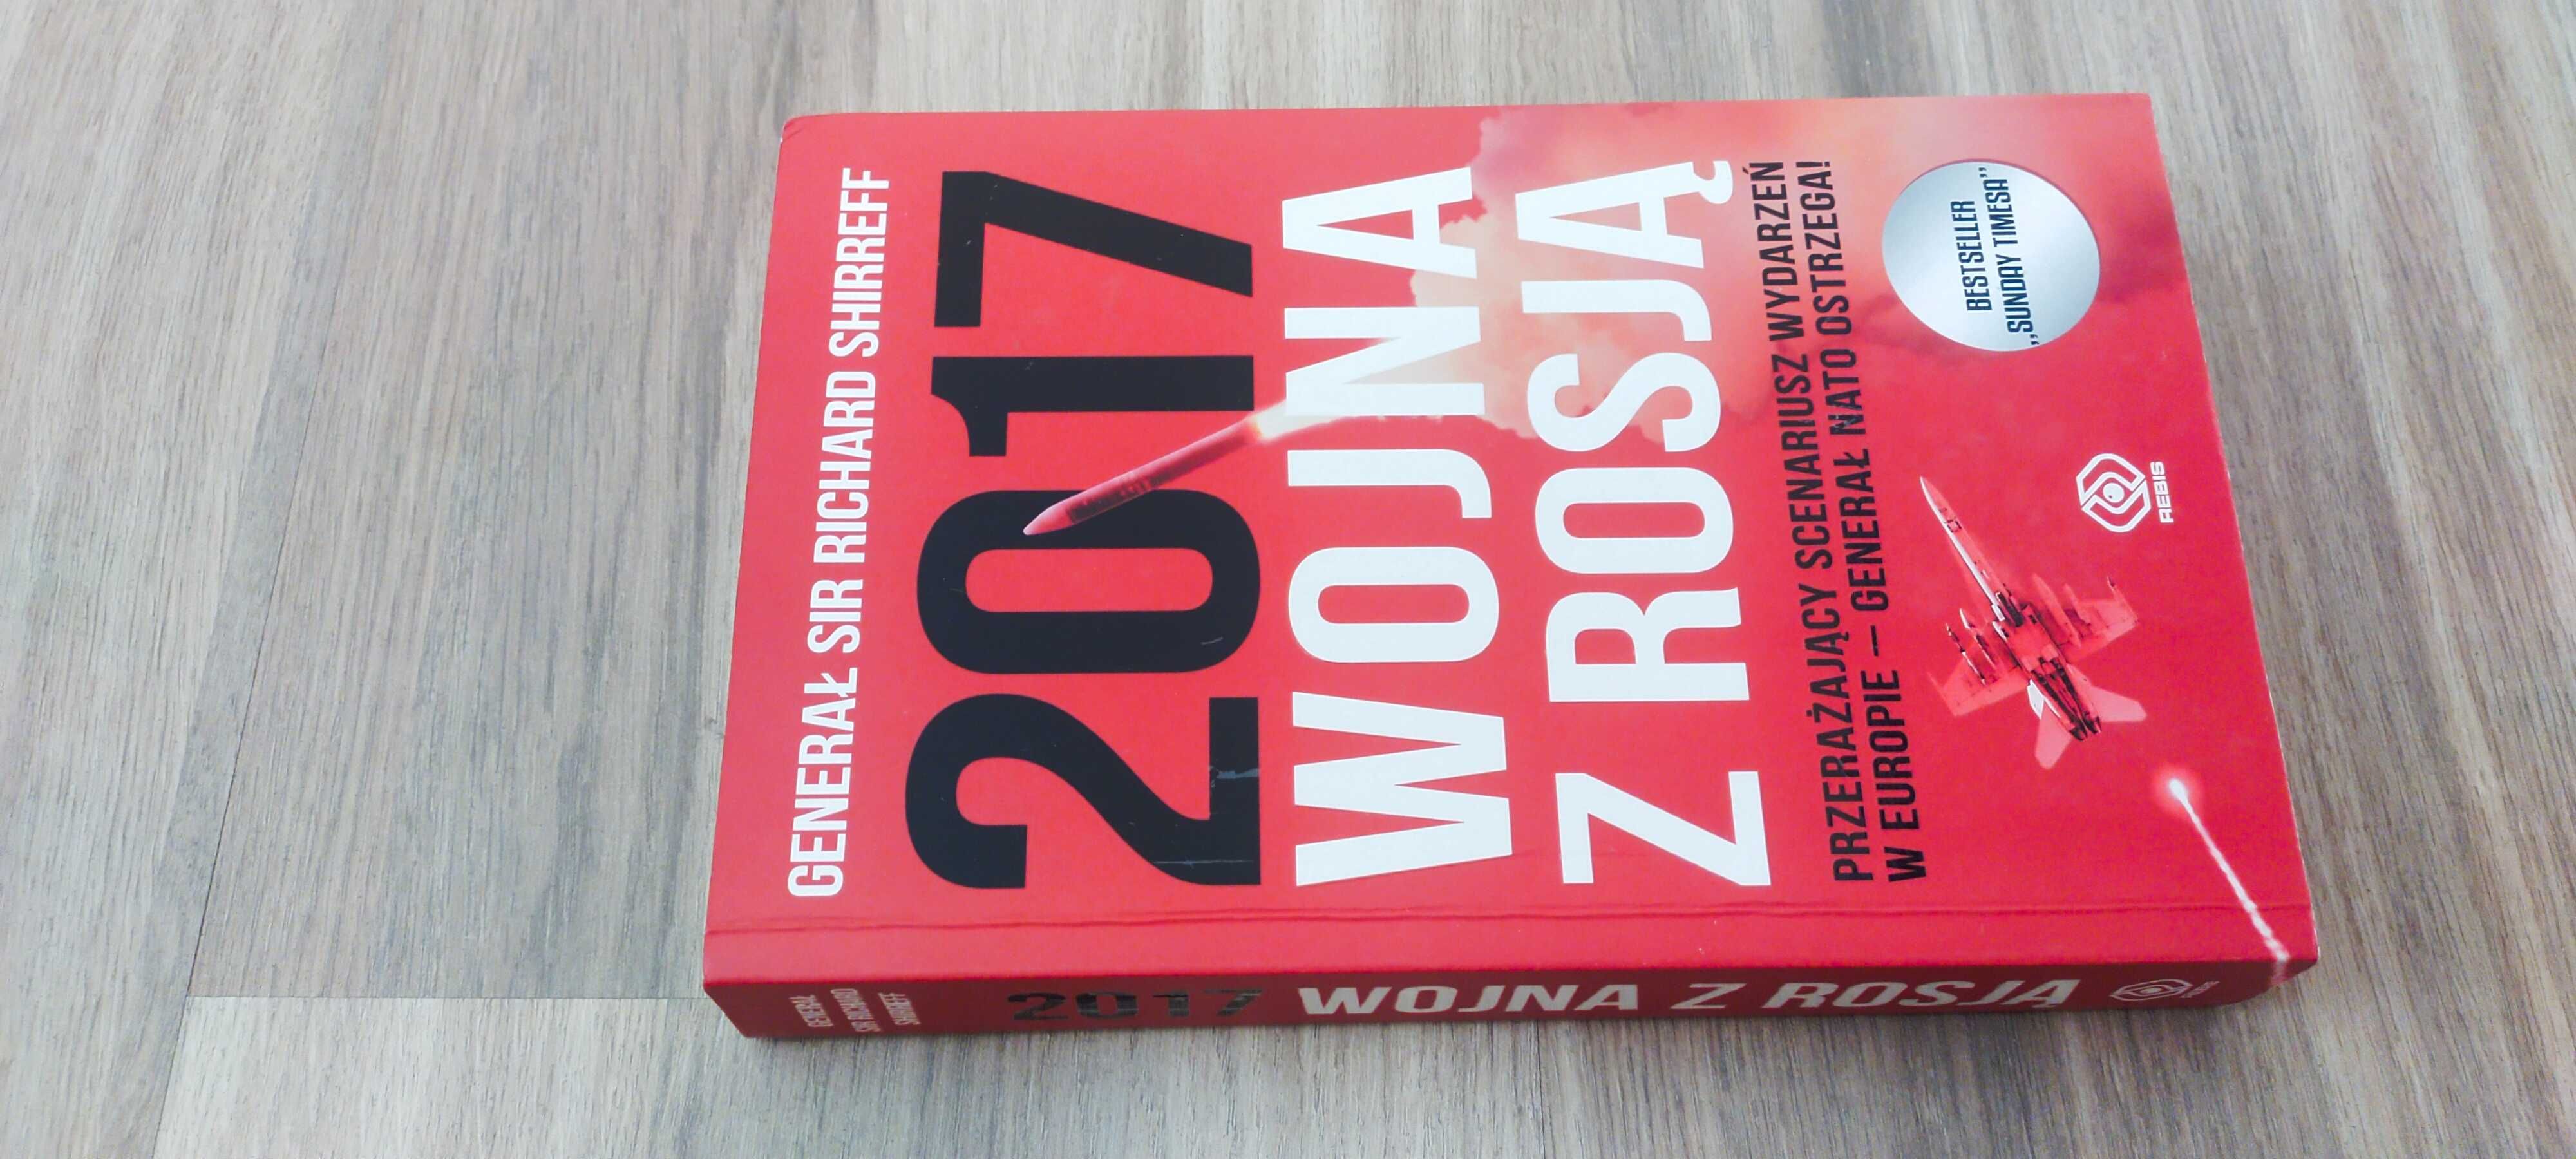 GENERAŁ SIR RICHARD SHIRREFF
2017
WOJNA
Z ROSJĄ
PRZERAŻAJĄCY SCENARIUSZ WYDARZEŃ
W EUROPIE – GENERAŁ NATO OSTRZEGA!
BESTSELLER
„SUNDAY TIMESA”
REBIS
GENERAŁ
SIR RICHARD
SHIRREFF
2017 WOJNA Z ROSJĄ
REBIS